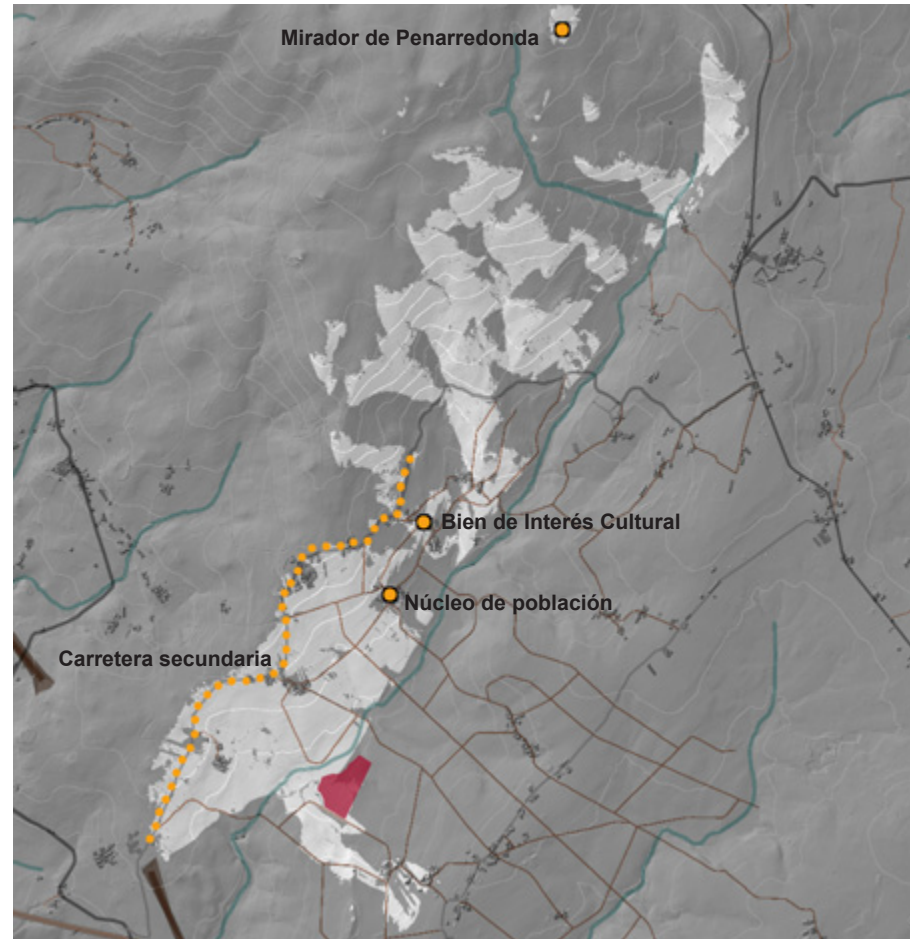 Mirador de Penarredonda
Bien de Interés Cultural
Núcleo de población
Carretera secundaria